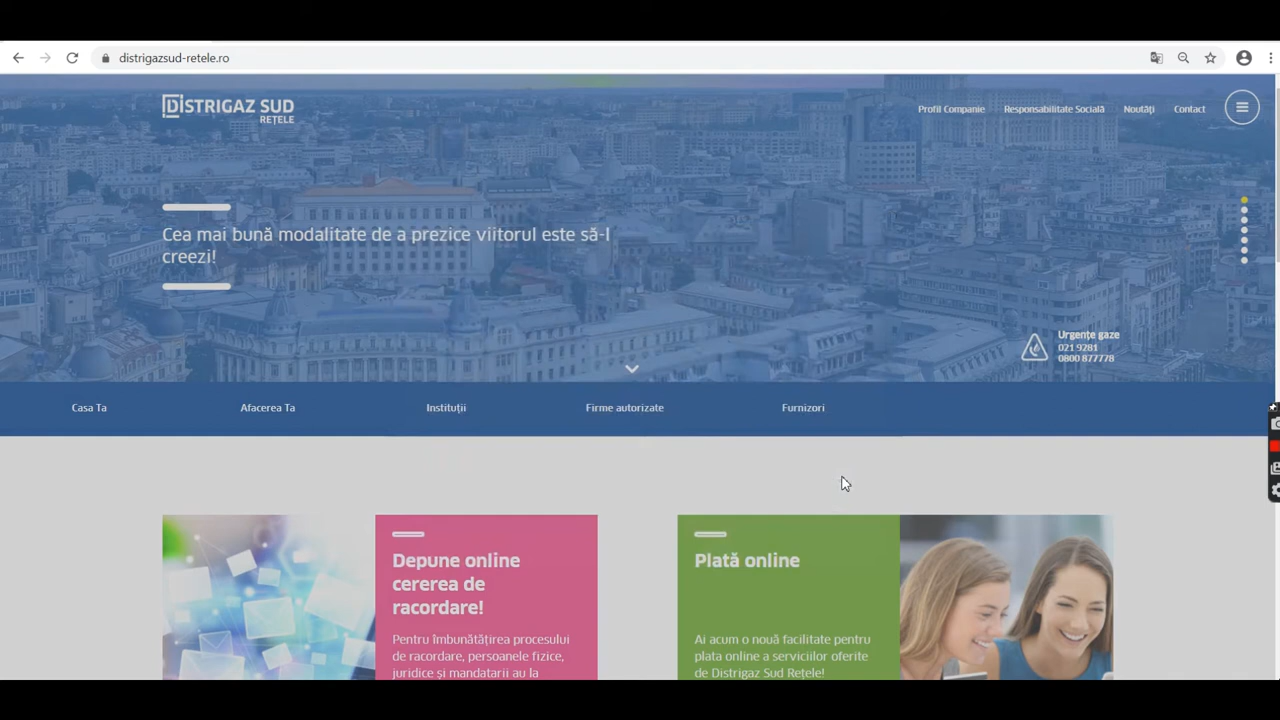 distrigazsud-retele.ro
DISTRIGAZ SUD
REȚELE
Profil Companie
Responsabilitate Socială
Noutăți
Contact
Cea mai bună modalitate de a prezice viitorul este să-l
creezi!
Urgențe gaze
021 9281
0800 877778
Casa Ta
Afacerea Ta
Instituții
Firme autorizate
Furnizori
Depune online
cererea de
racordare!
Pentru îmbunătățirea procesului
de racordare, persoanele fizice,
juridice și mandatarii au la
Plată online
Ai acum o nouă facilitate pentru
plata online a serviciilor oferite
de Distrigaz Sud Rețele!